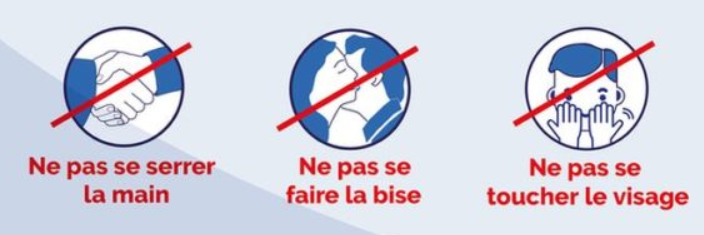 Ne pas se serrer
la main
Ne pas se
faire la bise
Ne pas se
toucher le visage